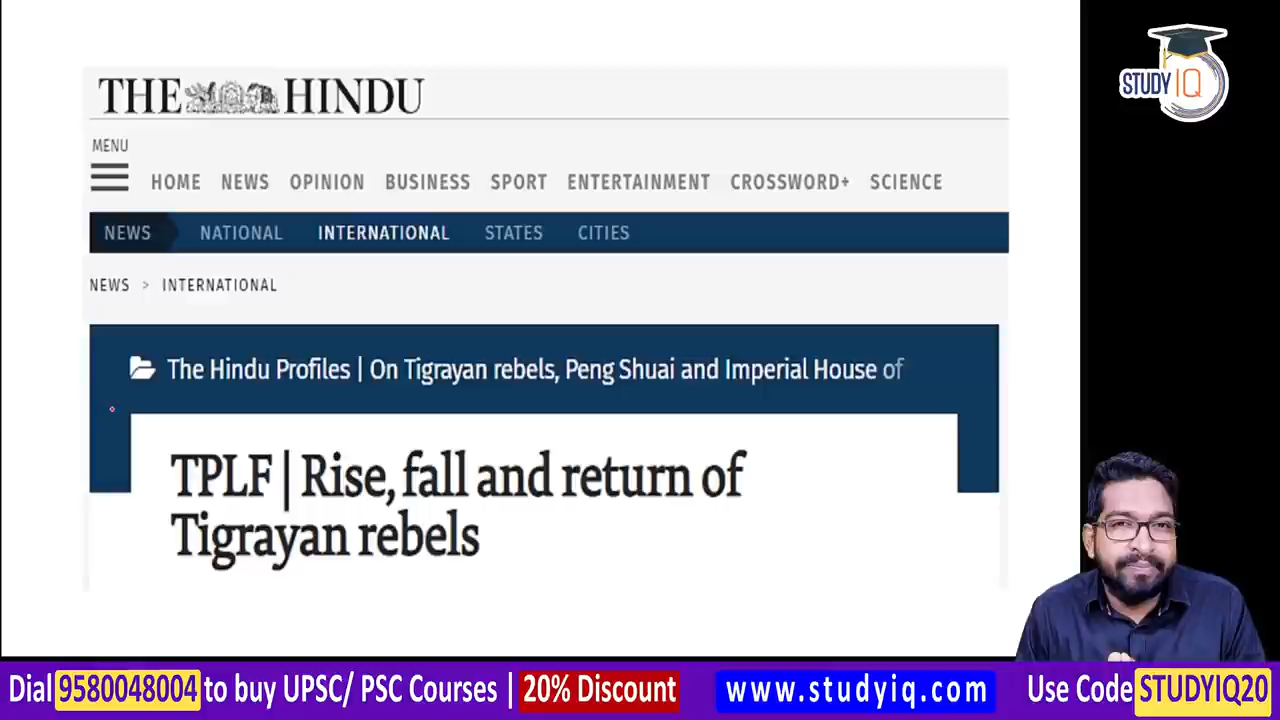 THE HINDU
STUDY IQ
MENU
HOME NEWS OPINION BUSINESS SPORT ENTERTAINMENT CROSSWORD+ SCIENCE
NEWS NATIONAL INTERNATIONAL STATES CITIES
NEWS > INTERNATIONAL
The Hindu Profiles | On Tigrayan rebels, Peng Shuai and Imperial House of
TPLF | Rise, fall and return of
Tigrayan rebels
Dial 9580048004 to buy UPSC/ PSC Courses | 20% Discount www.studyiq.com Use Code STUDYIQ20